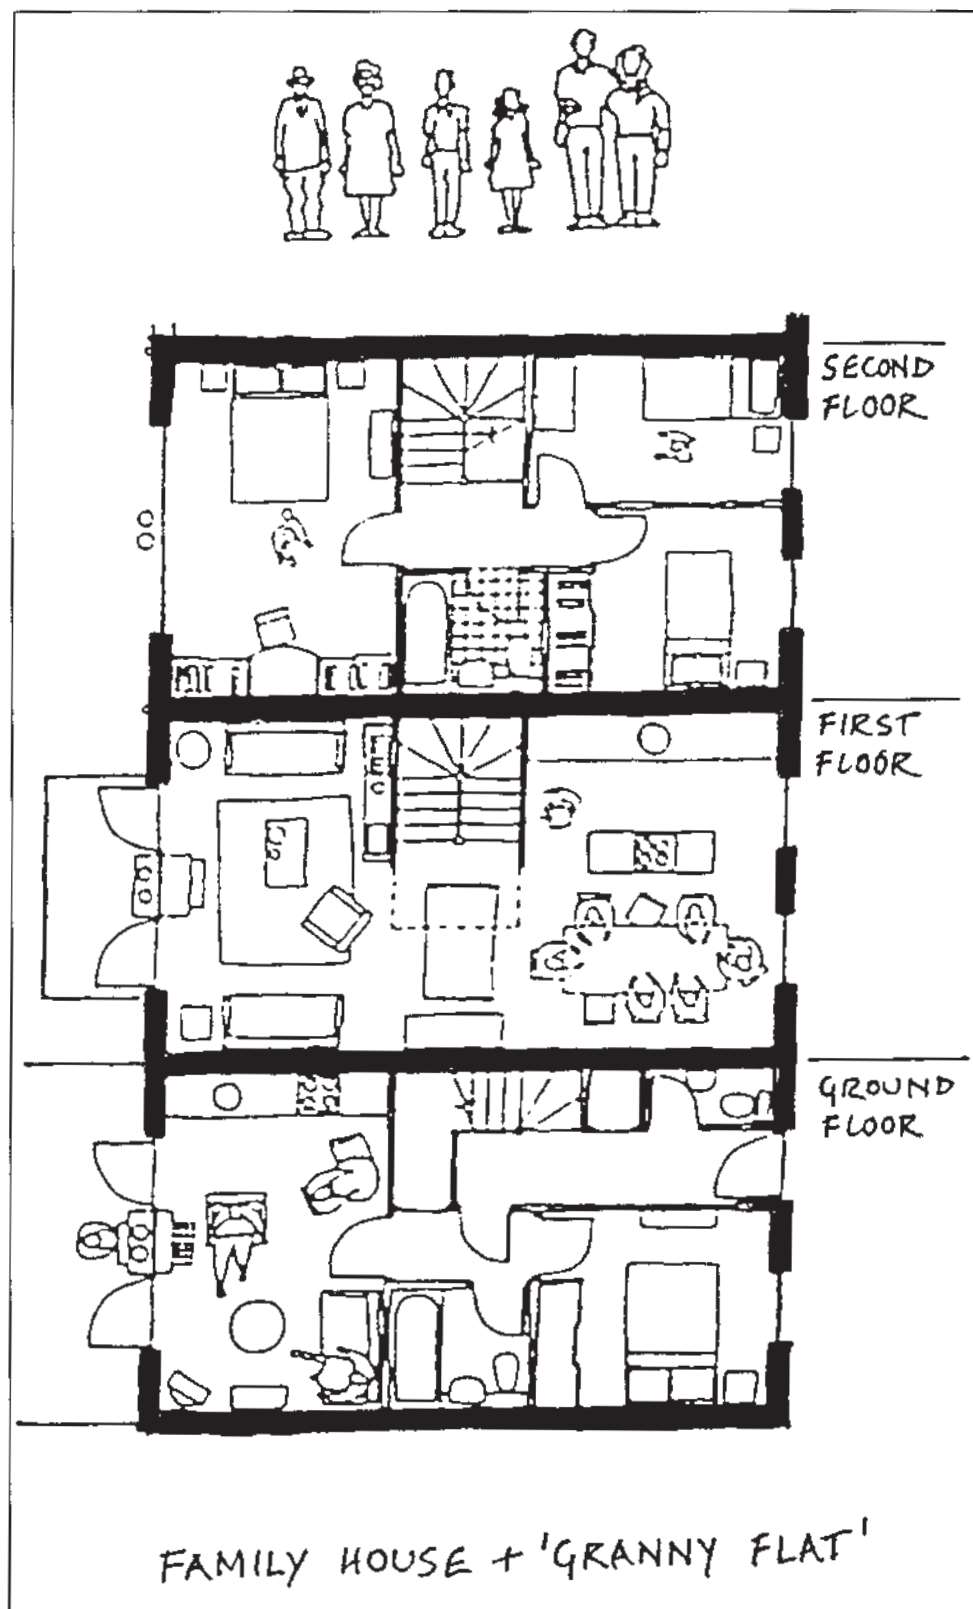 SECOND
FLOOR
FIRST
FLOOR
GROUND
FLOOR
FAMILY HOUSE + 'GRANNY FLAT'